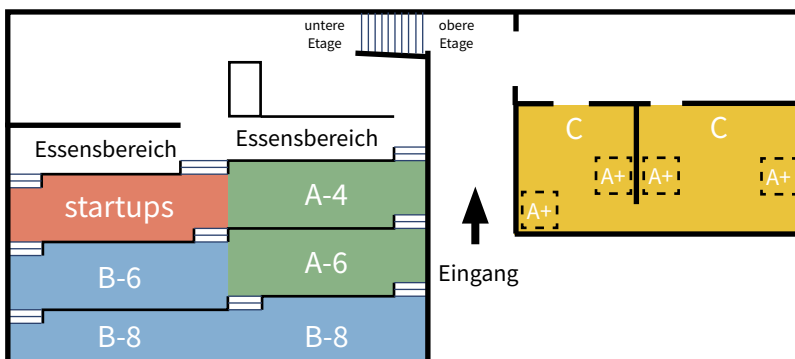 untere
Etage
obere
Etage
Essensbereich
Essensbereich
startups
A-4
B-6
A-6
B-8
B-8
Eingang
C
C
A+
A+
A+
A+